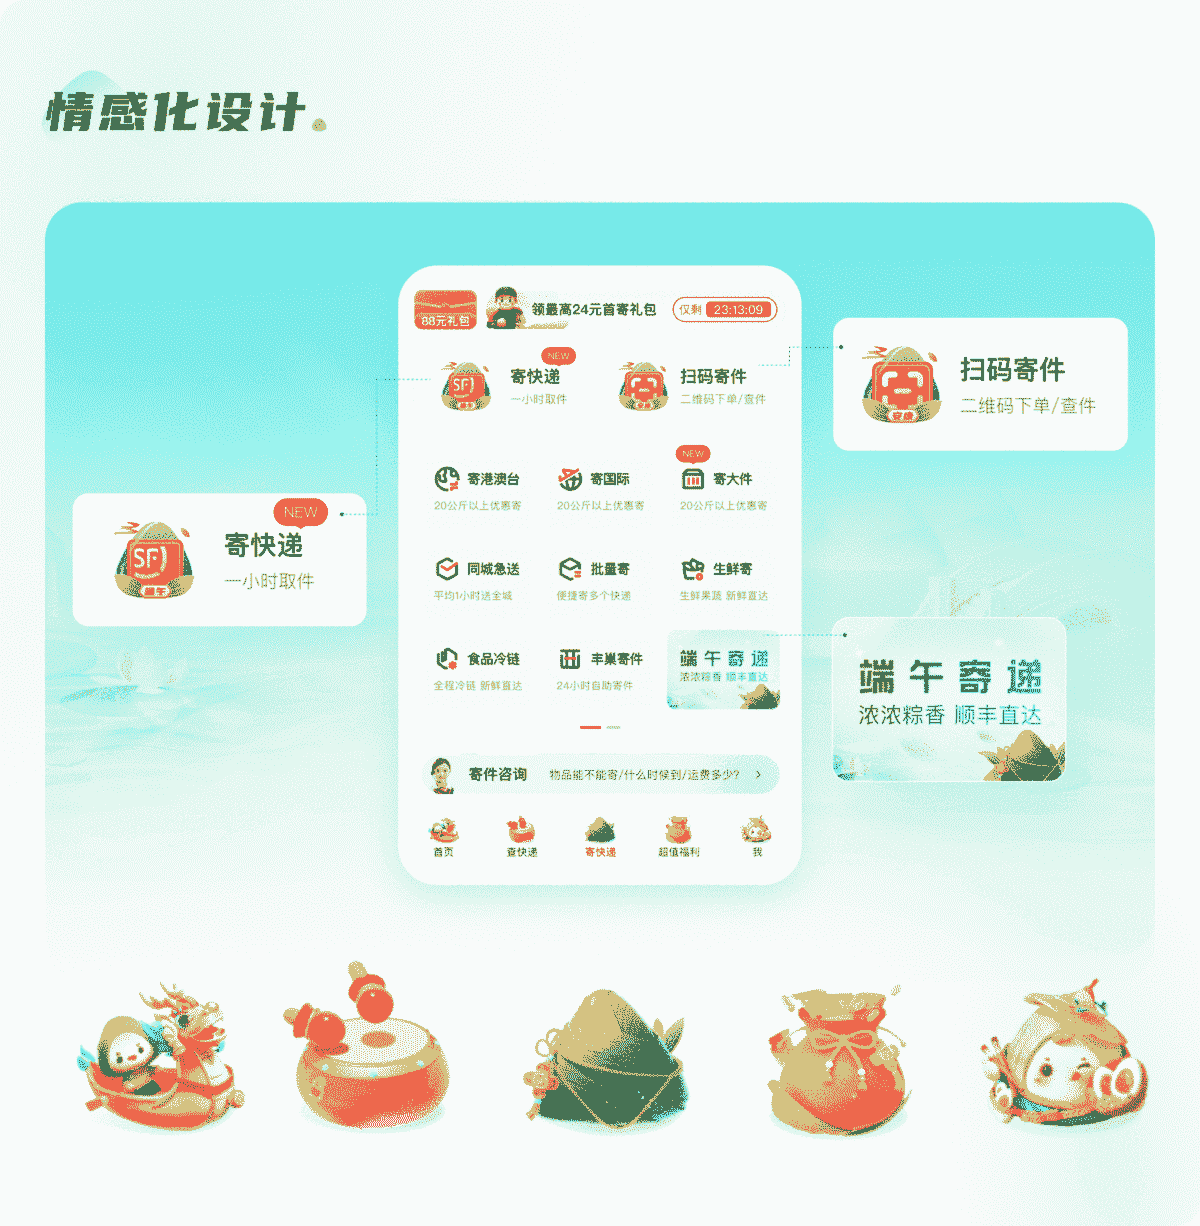 情感化设计
88元礼包
领最高24元首寄礼包
仅剩 23:13:09
SF
端午
NEW
寄快递
一小时取件
安康
扫码寄件
二维码下单/查件
寄港澳台
20公斤以上优惠寄
寄国际
20公斤以上优惠寄
NEW
寄大件
20公斤以上优惠寄
同城急送
平均1小时送全城
批量寄
便捷寄多个快递
生鲜寄
生鲜果蔬 新鲜直达
食品冷链
全程冷链 新鲜直达
丰巢寄件
24小时自助寄件
端午寄递
浓浓粽香 顺丰直达
寄件咨询
物品能不能寄/什么时候到/运费多少?
首页
查快递
寄快递
超值福利
我
SF
端午
NEW
寄快递
一小时取件
安康
扫码寄件
二维码下单/查件
端午寄递
浓浓粽香 顺丰直达